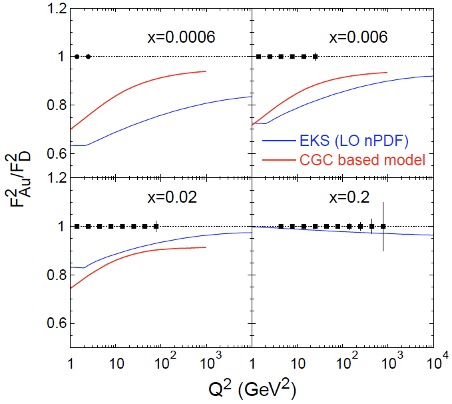 x=0.0006
x=0.006
1
0.8
0.6
EKS (LO nPDF)
CGC based model
F²Au/F²D
1.2
x=0.02
x=0.2
1
0.8
0.6
1 10 10² 10³ 1 10 10² 10³ 10⁴
Q² (GeV²)